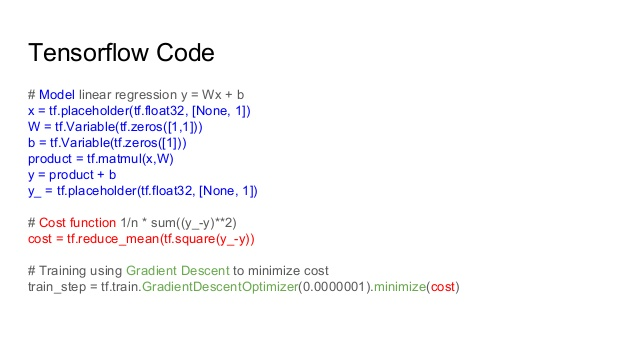 Tensorflow Code
# Model linear regression y = Wx + b
x = tf.placeholder(tf.float32, [None, 1])
W = tf.Variable(tf.zeros([1,1]))
b = tf.Variable(tf.zeros([1]))
product = tf.matmul(x,W)
y = product + b
y_ = tf.placeholder(tf.float32, [None, 1])
# Cost function 1/n * sum((y_-y)**2)
cost = tf.reduce_mean(tf.square(y_-y))
# Training using Gradient Descent to minimize cost
train_step = tf.train.GradientDescentOptimizer(0.0000001).minimize(cost)